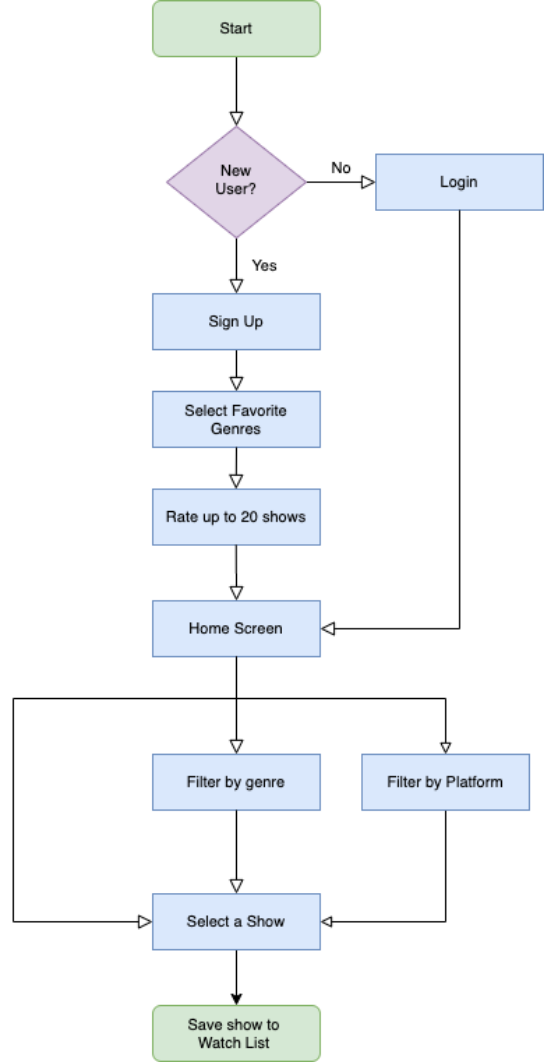 Start
New
User?
No
Login
Yes
Sign Up
Select Favorite
Genres
Rate up to 20 shows
Home Screen
Filter by genre
Filter by Platform
Select a Show
Save show to
Watch List